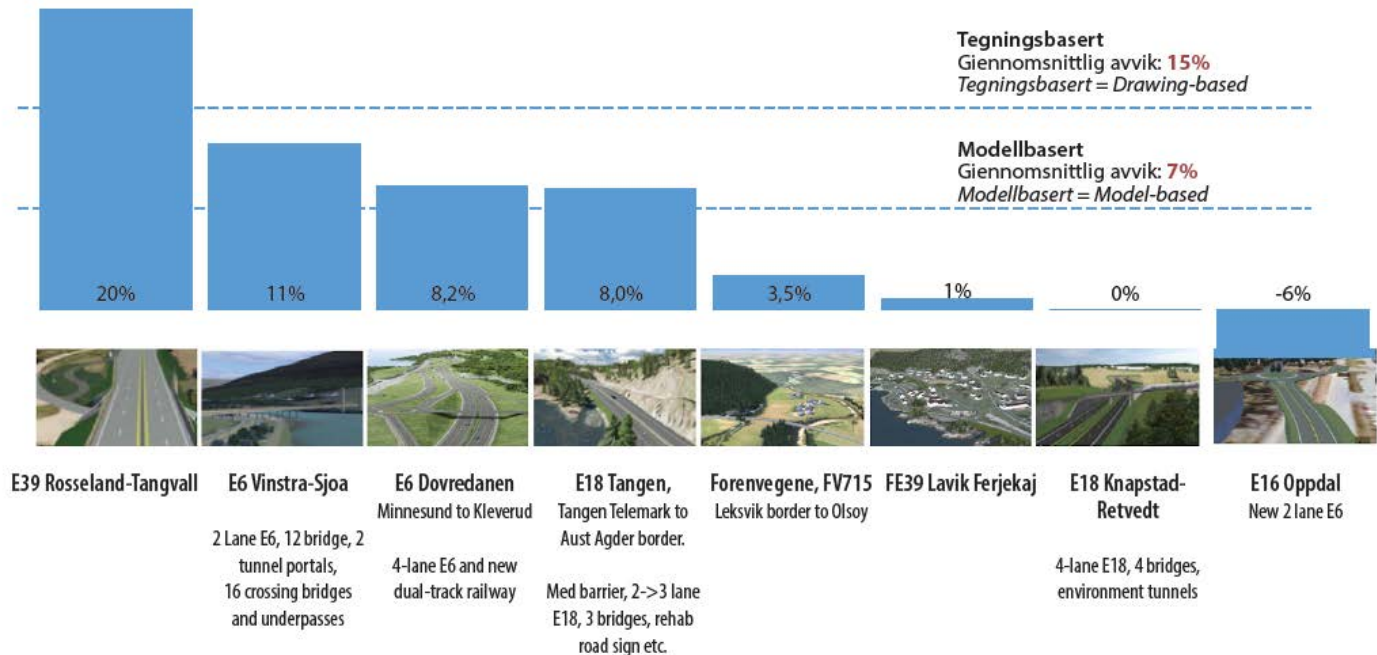 Tegningsbasert
Giennomsnittlig avvik: 15%
Tegningsbasert = Drawing-based
Modellbasert
Giennomsnittlig avvik: 7%
Modellbasert = Model-based
20%
11%
8,2%
8,0%
3,5%
1%
0%
-6%
E39 Rosseland-Tangvall
E6 Vinstra-Sjoa
2 Lane E6, 12 bridge, 2
tunnel portals,
16 crossing bridges
and underpasses
E6 Dovredanen
Minnesund to Kleverud
4-lane E6 and new
dual-track railway
E18 Tangen,
Tangen Telemark to
Aust Agder border.
Med barrier, 2->3 lane
E18, 3 bridges, rehab
road sign etc.
Forenvegene, FV715
Leksvik border to Olsoy
FE39 Lavik Ferjekaj
E18 Knapstad-
Retvedt
4-lane E18, 4 bridges,
environment tunnels
E16 Oppdal
New 2 lane E6